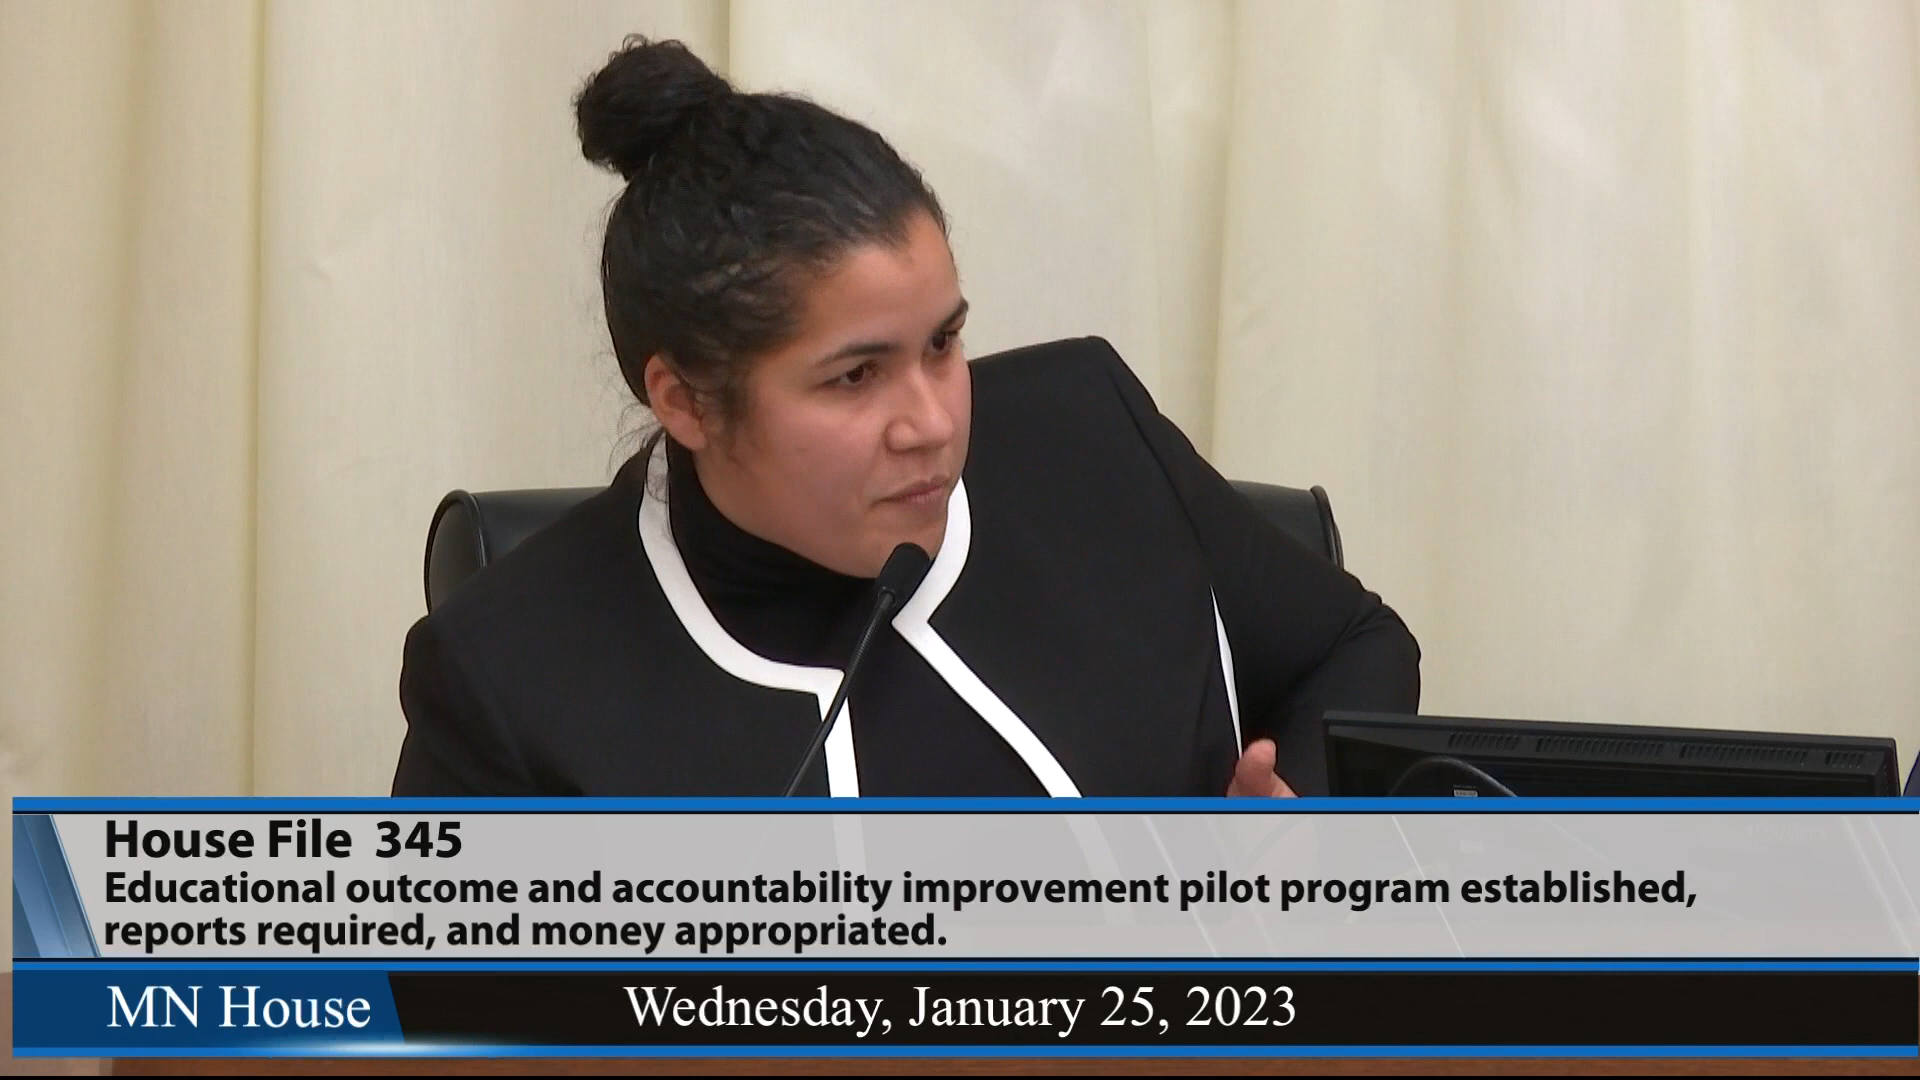 House File 345
Educational outcome and accountability improvement pilot program established,
reports required, and money appropriated.
MN House
Wednesday, January 25, 2023